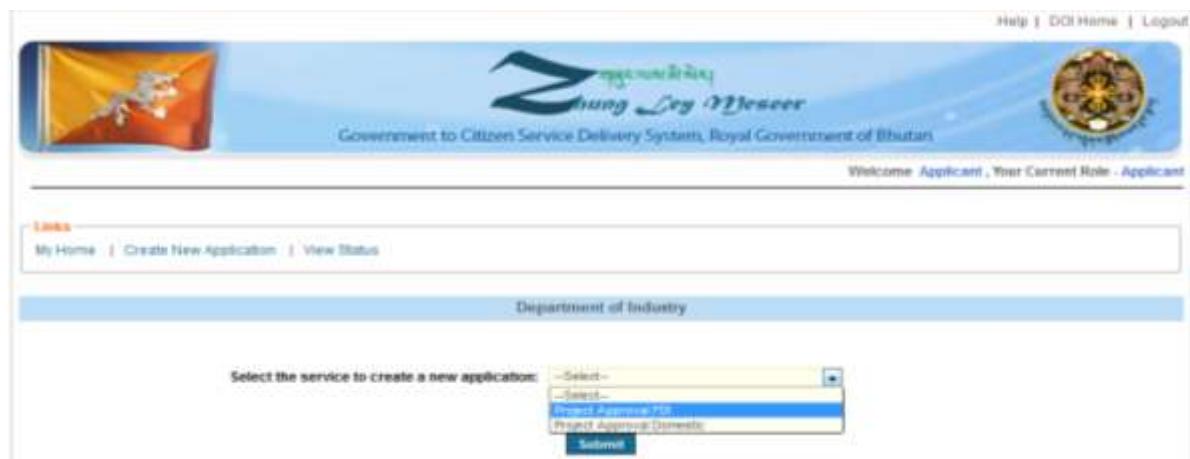 Help | DOI Home | Logout
Zhung Ley Meseer
Government to Citizen Service Delivery System, Royal Government of Bhutan
Welcome Applicant , Your Current Role - Applicant
Links
My Home | Create New Application | View Status
Department of Industry
Select the service to create a new application: --Select--
--Select--
Project Approval FDI
Project Approval Domestic
Submit